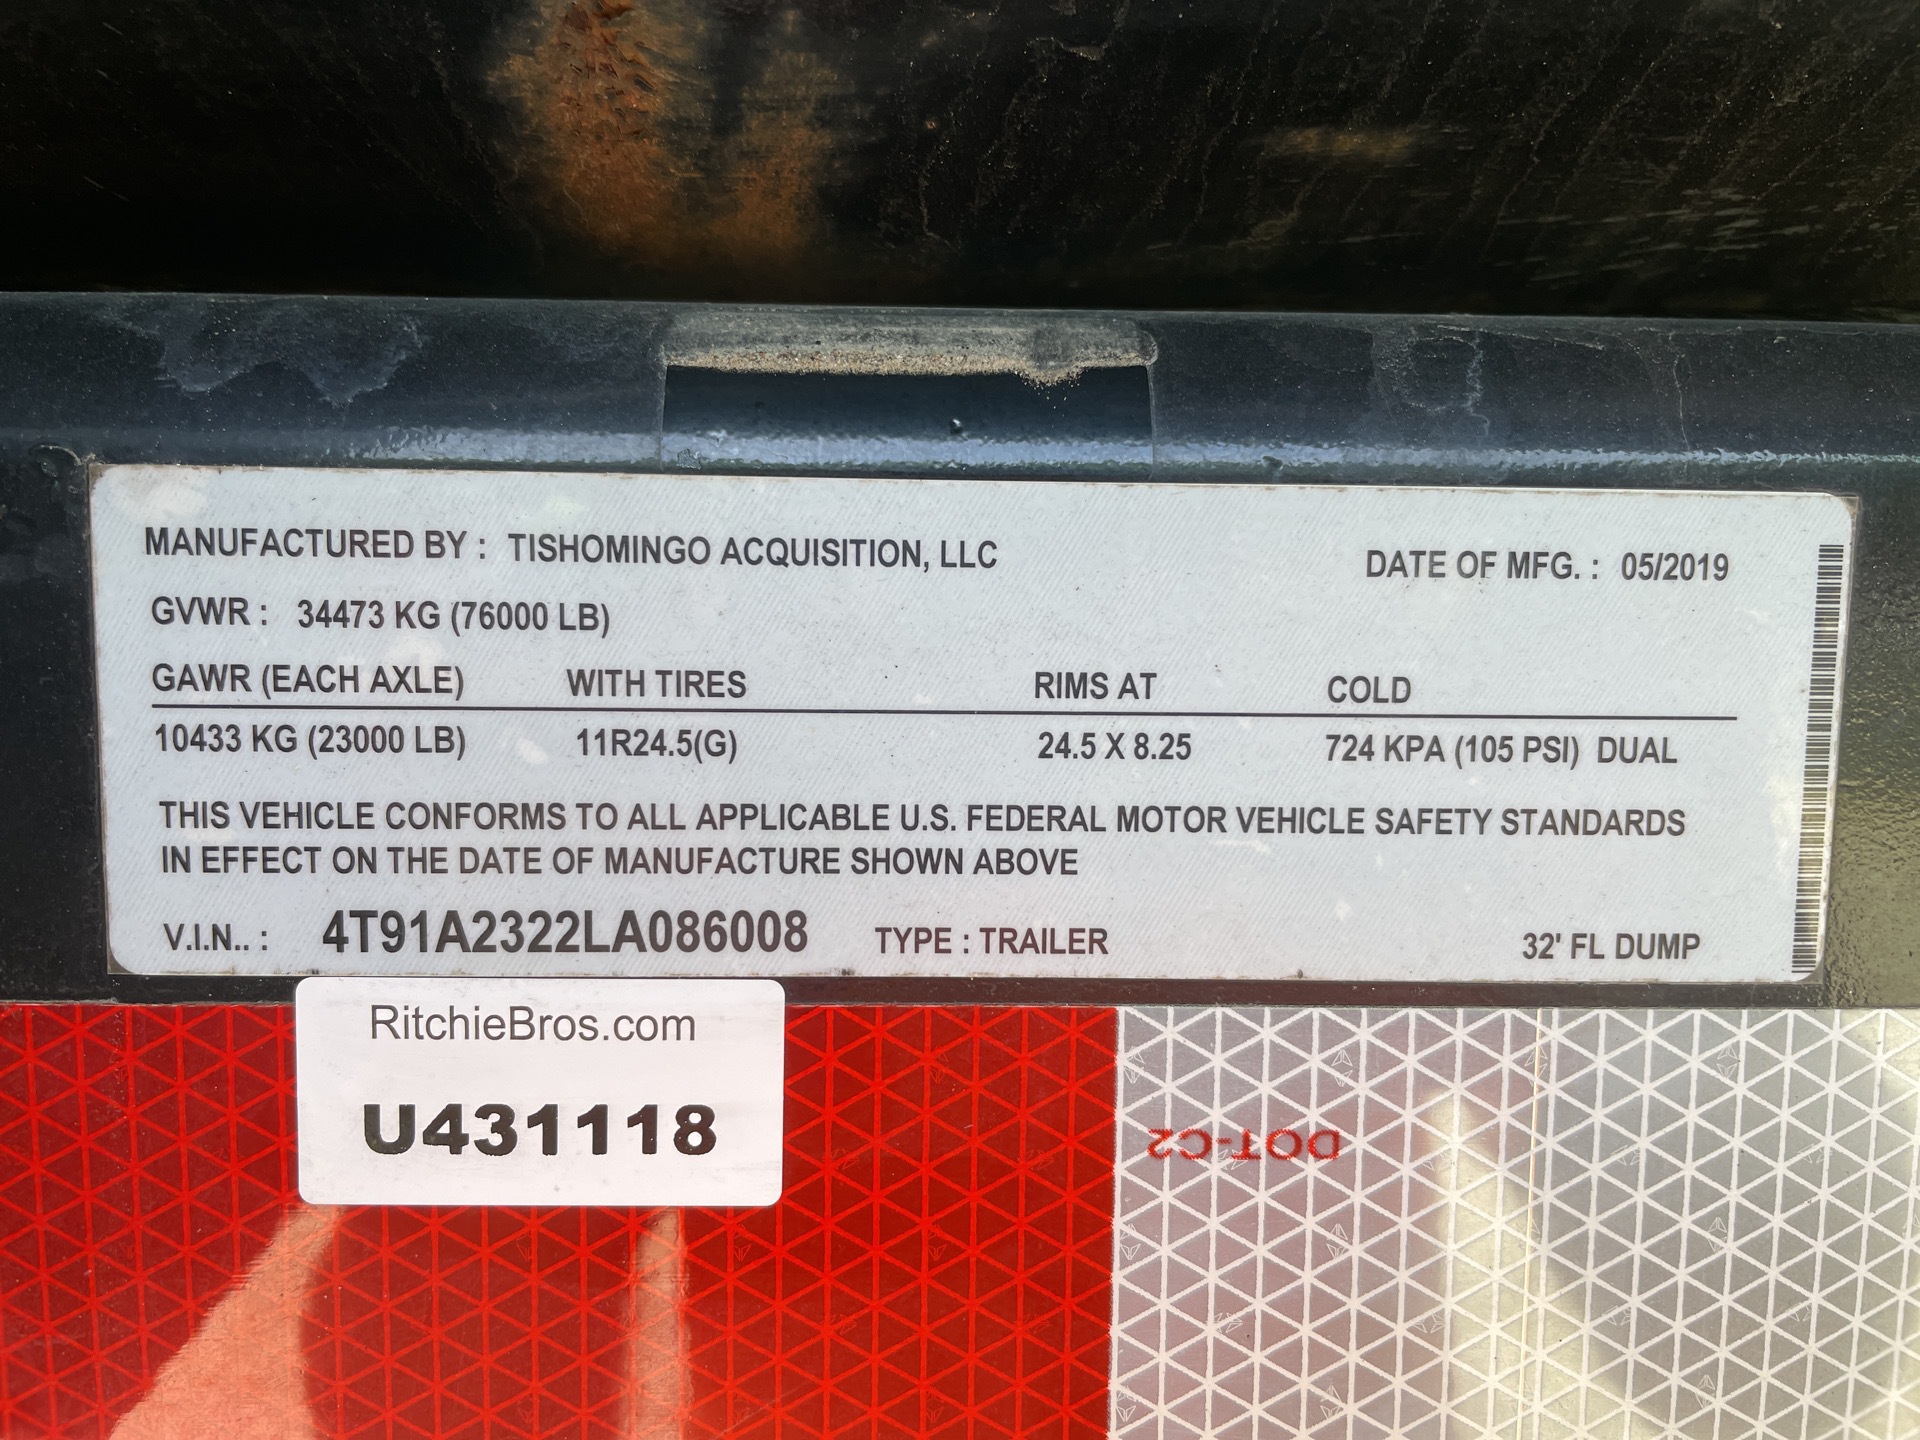 MANUFACTURED BY : TISHOMINGO ACQUISITION, LLC DATE OF MFG. : 05/2019
GVWR : 34473 KG (76000 LB)
GAWR (EACH AXLE) WITH TIRES RIMS AT COLD
10433 KG (23000 LB) 11R24.5(G) 24.5 X 8.25 724 KPA (105 PSI) DUAL
THIS VEHICLE CONFORMS TO ALL APPLICABLE U.S. FEDERAL MOTOR VEHICLE SAFETY STANDARDS
IN EFFECT ON THE DATE OF MANUFACTURE SHOWN ABOVE
V.I.N.. : 4T91A2322LA086008 TYPE : TRAILER 32' FL DUMP
RitchieBros.com
U431118
DOT-C2